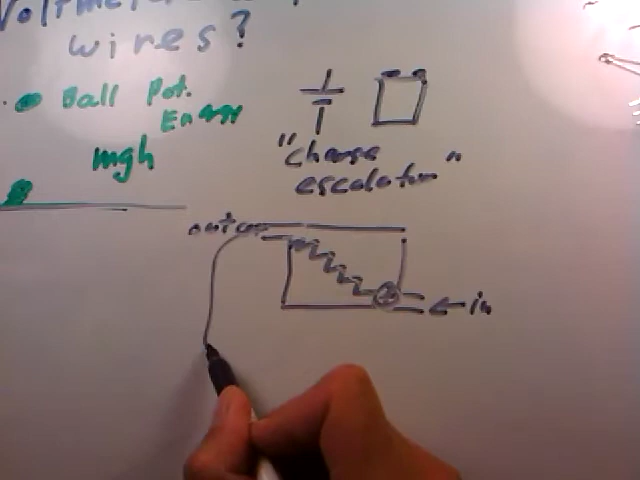 wires?
Ball Pot.
Energy
mgh
"charge
escalator"
out
← in